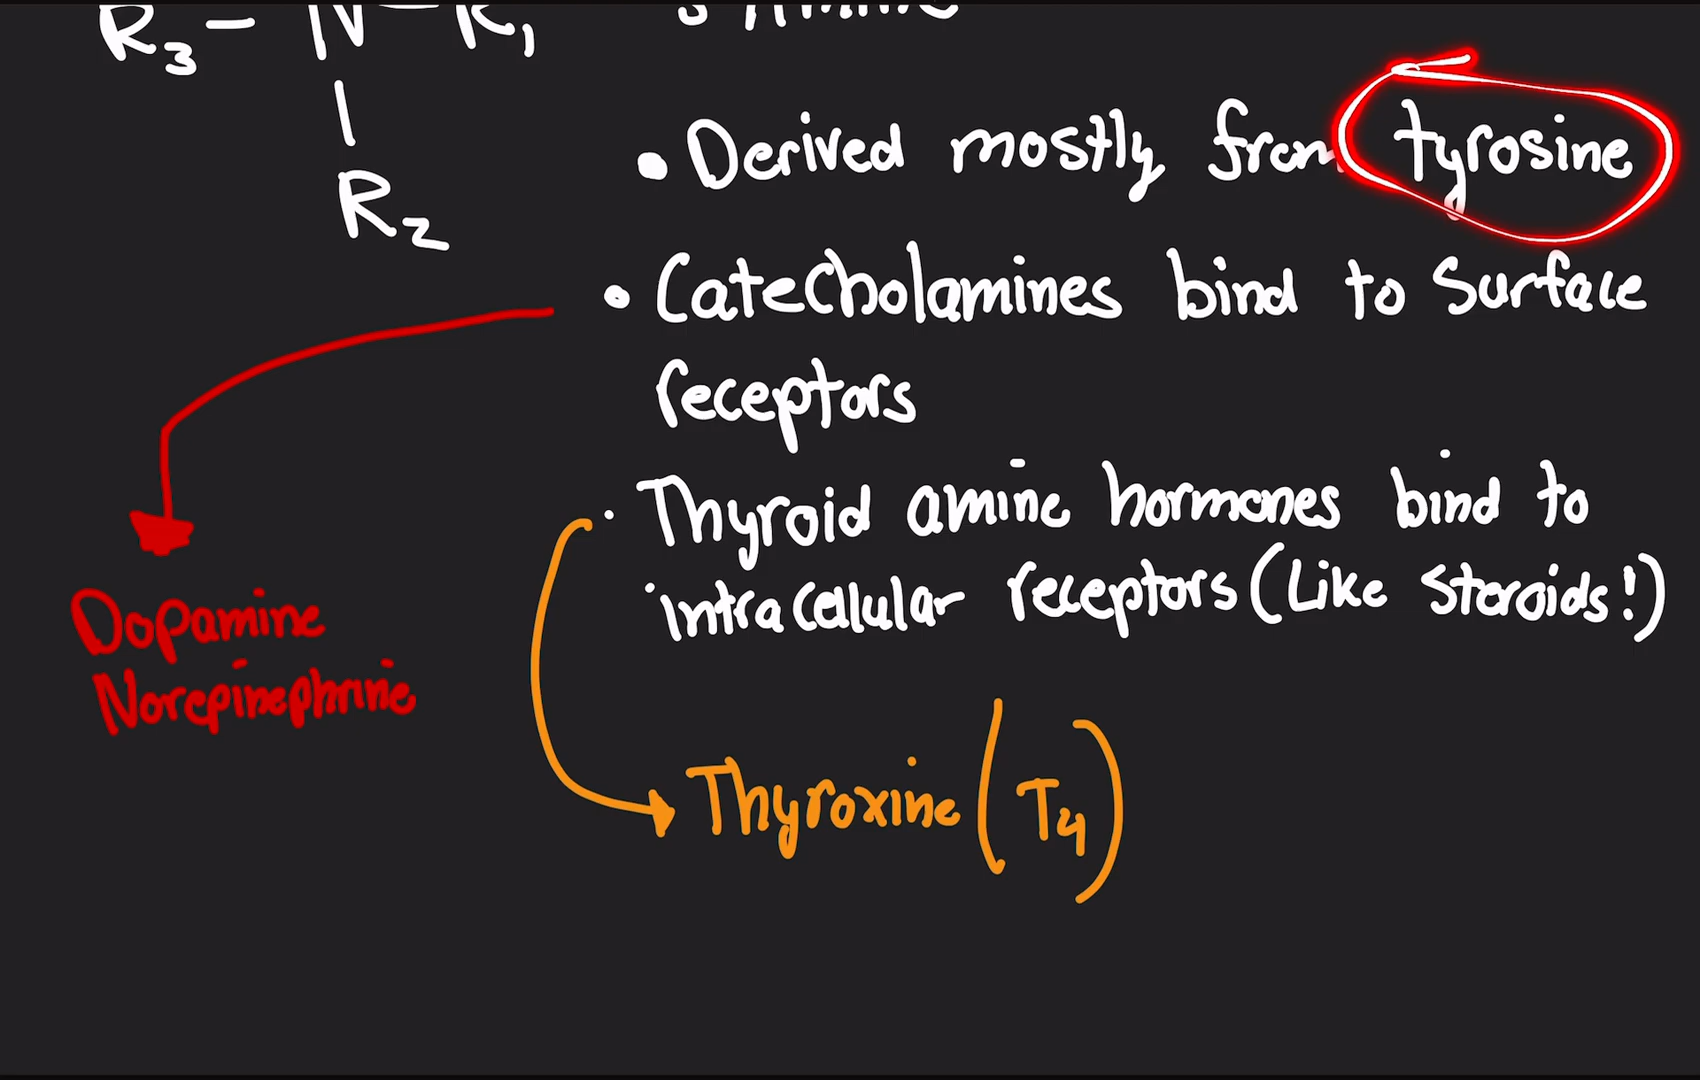 R3 - N - R1
R2
• Derived mostly from tyrosine
• Catecholamines bind to surface
receptors
• Thyroid amine hormones bind to
intracellular receptors (Like steroids!)
Dopamine
Norepinephrine
Thyroxine (T4)